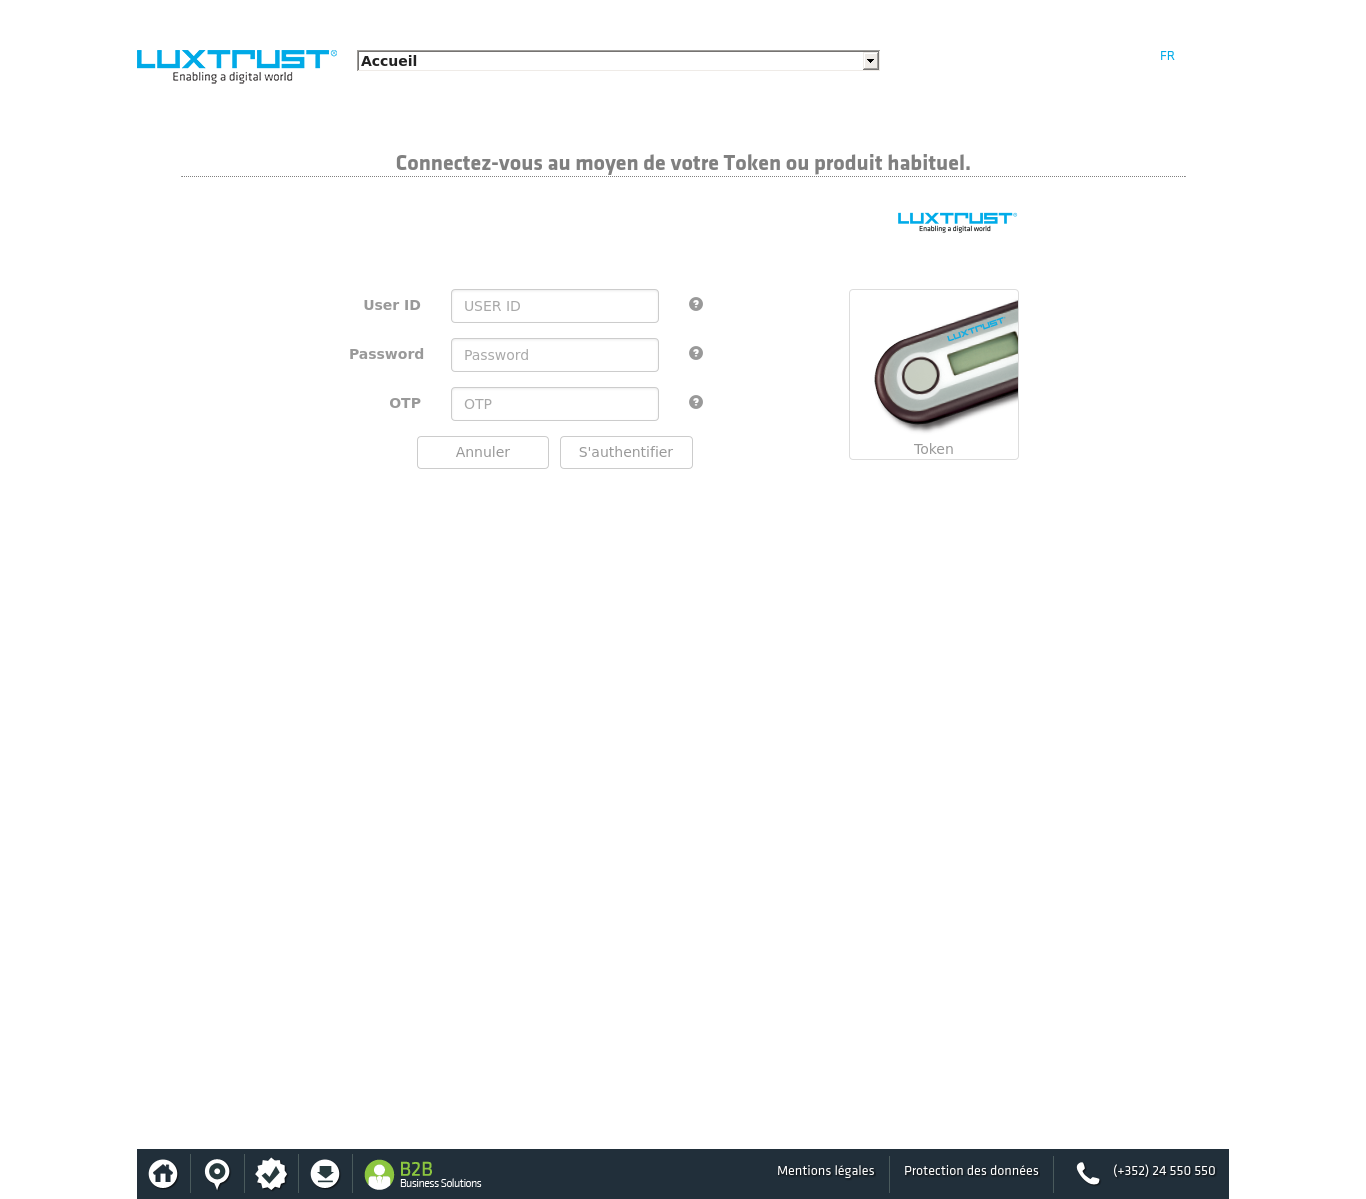 LUXTRUST®
Enabling a digital world
Accueil
FR
Connectez-vous au moyen de votre Token ou produit habituel.
LUXTRUST®
Enabling a digital world
User ID
USER ID
Password
Password
OTP
OTP
Annuler
S'authentifier
LUXTRUST
Token
B2B
Business Solutions
Mentions légales
Protection des données
(+352) 24 550 550